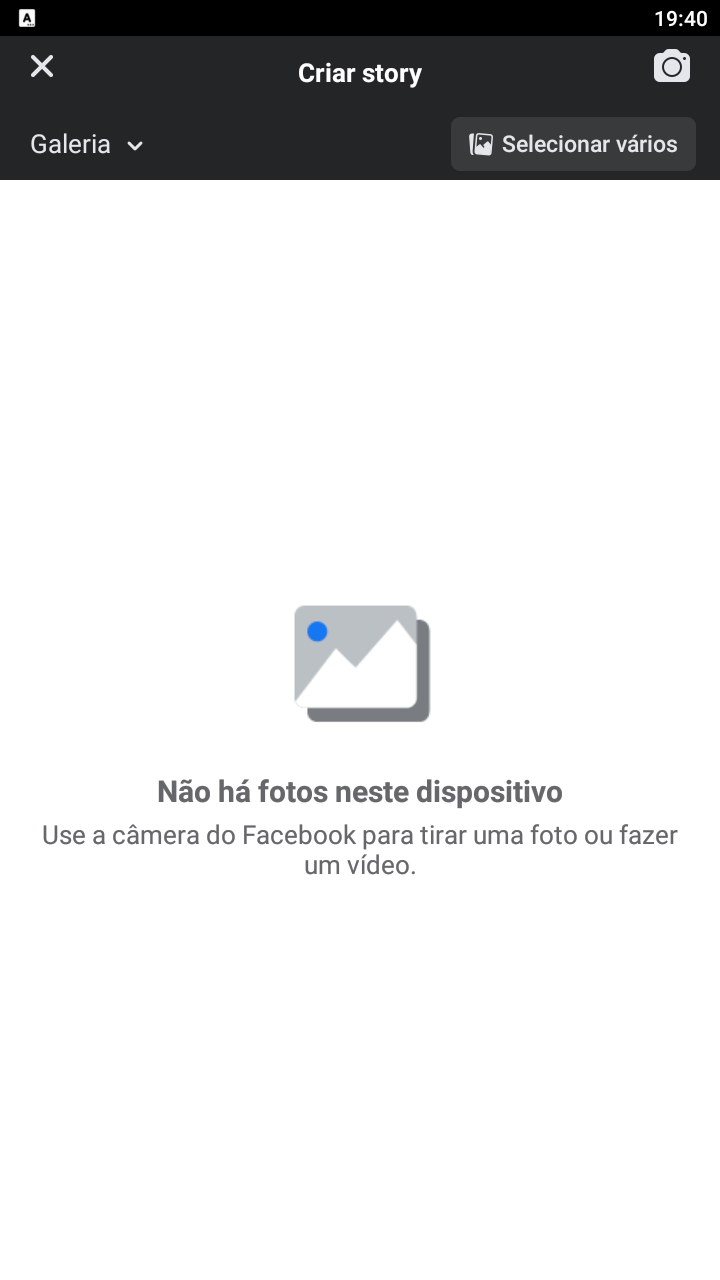 19:40
Criar story
Galeria
Selecionar vários
Não há fotos neste dispositivo
Use a câmera do Facebook para tirar uma foto ou fazer
um vídeo.